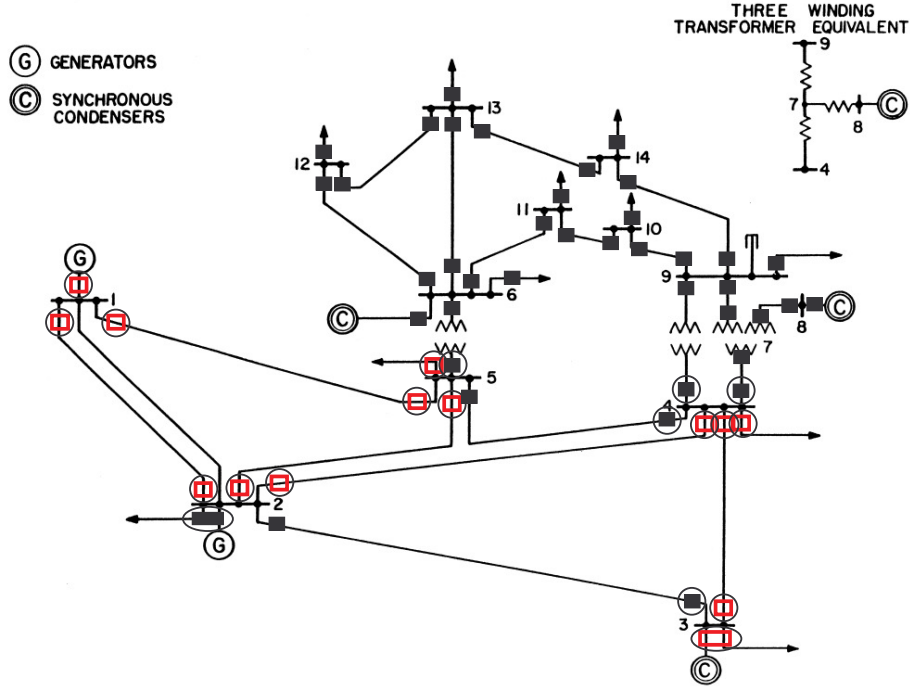 THREE WINDING
TRANSFORMER EQUIVALENT
9
7
C
8
4
G GENERATORS
C SYNCHRONOUS
CONDENSERS
13
12
14
11
10
G
1
9
6
C
C
8
7
5
4
2
G
3
C